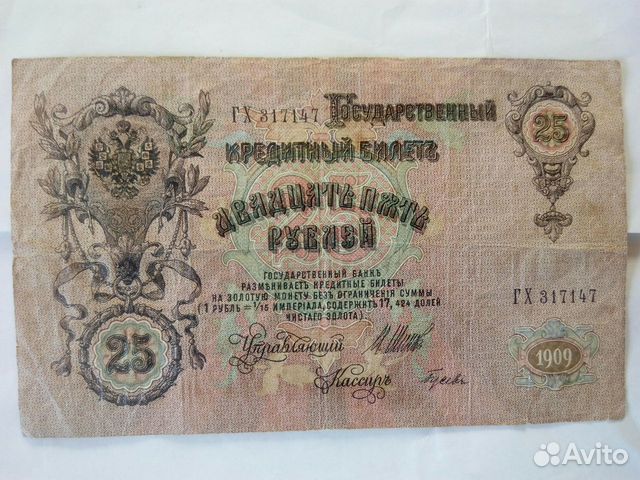 ГХ 317147 Государственный
25
Кредитный Билетъ
Двадцать пять
рублей
Государственный Банкъ
размѣниваетъ кредитные билеты
на золотую монету безъ ограниченія суммы
(1 рубль = 1/15 имперіала, содержитъ 17,424 долей
чистаго золота)
ГХ 317147
25
Управляющій
1909
Кассиръ
Avito